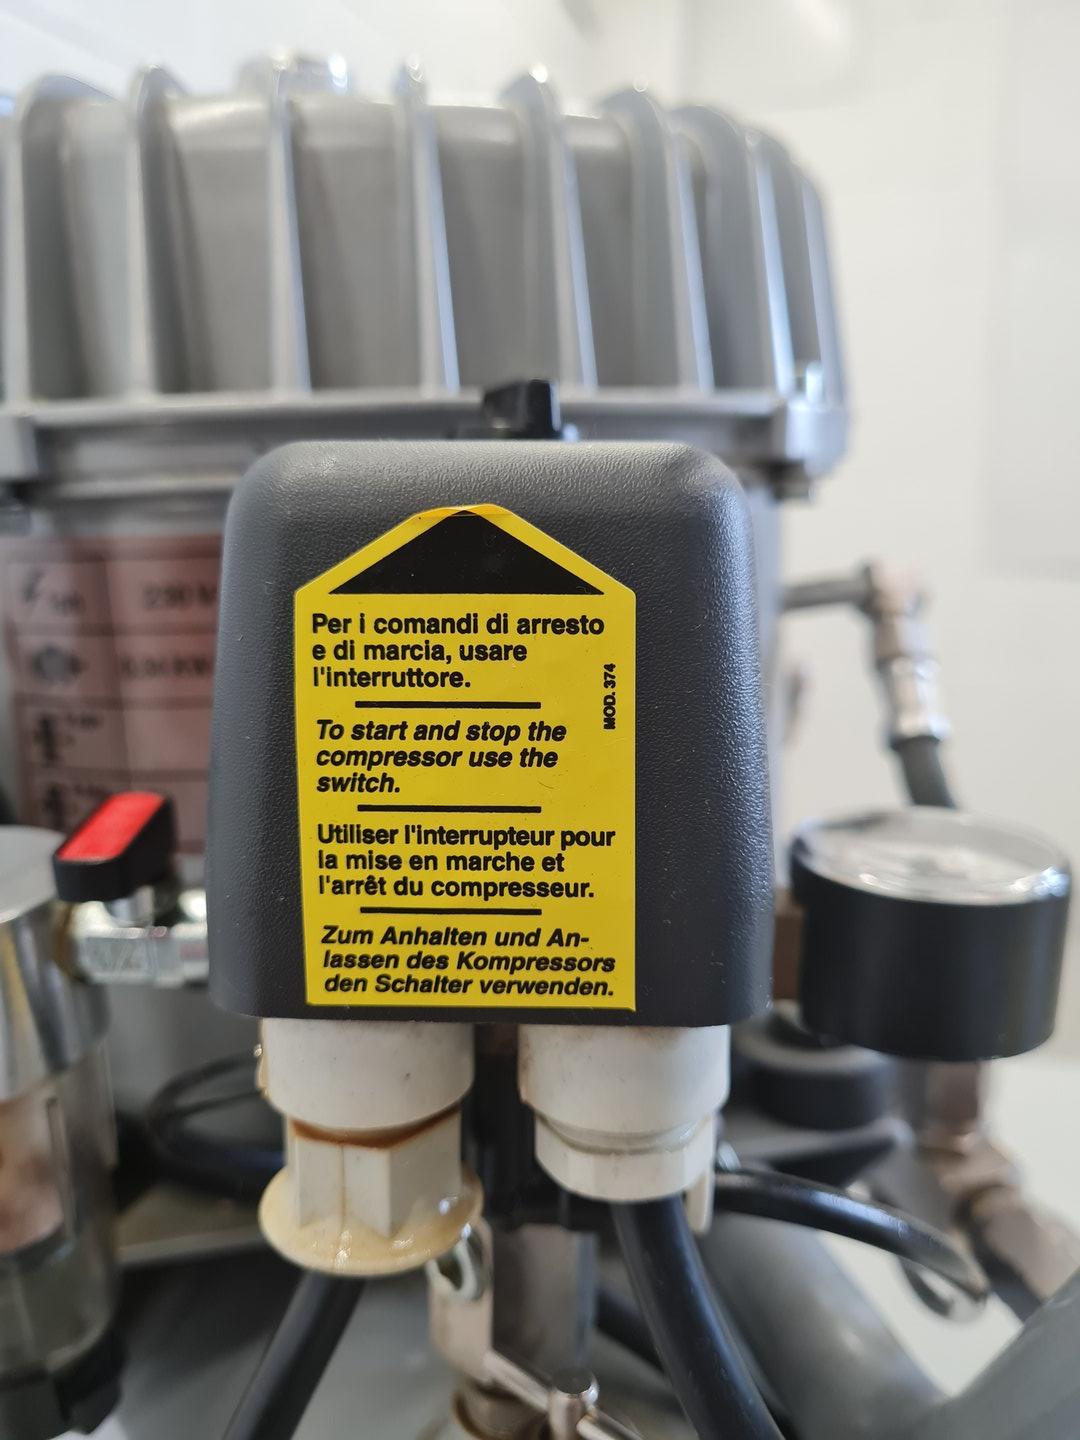 Per i comandi di arresto
e di marcia, usare
l'interruttore.
MOD. 374
To start and stop the
compressor use the
switch.
Utiliser l'interrupteur pour
la mise en marche et
l'arrêt du compresseur.
Zum Anhalten und An-
lassen des Kompressors
den Schalter verwenden.
230